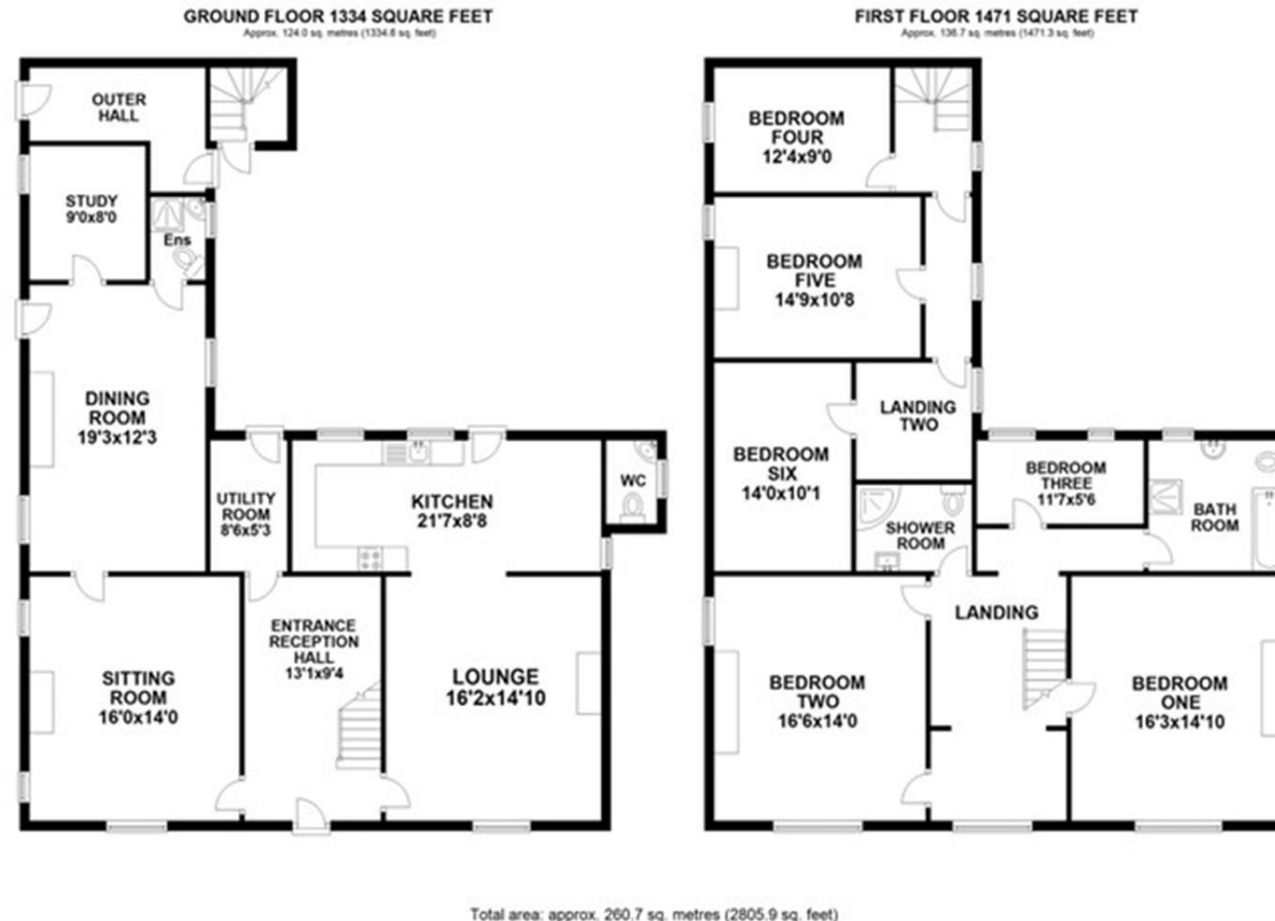 GROUND FLOOR 1334 SQUARE FEET
Approx. 124.0 sq. metres (1334.6 sq. feet)
OUTER
HALL
STUDY
9'0x8'0
Ens
DINING
ROOM
19'3x12'3
UTILITY
ROOM
8'6x5'3
KITCHEN
21'7x8'8
WC
SITTING
ROOM
16'0x14'0
ENTRANCE
RECEPTION
HALL
13'1x9'4
LOUNGE
16'2x14'10
FIRST FLOOR 1471 SQUARE FEET
Approx. 136.7 sq. metres (1471.3 sq. feet)
BEDROOM
FOUR
12'4x9'0
BEDROOM
FIVE
14'9x10'8
LANDING
TWO
BEDROOM
SIX
14'0x10'1
SHOWER
ROOM
BEDROOM
THREE
11'7x5'6
BATH
ROOM
LANDING
BEDROOM
TWO
16'6x14'0
BEDROOM
ONE
16'3x14'10
Total area: approx. 260.7 sq. metres (2805.9 sq. feet)